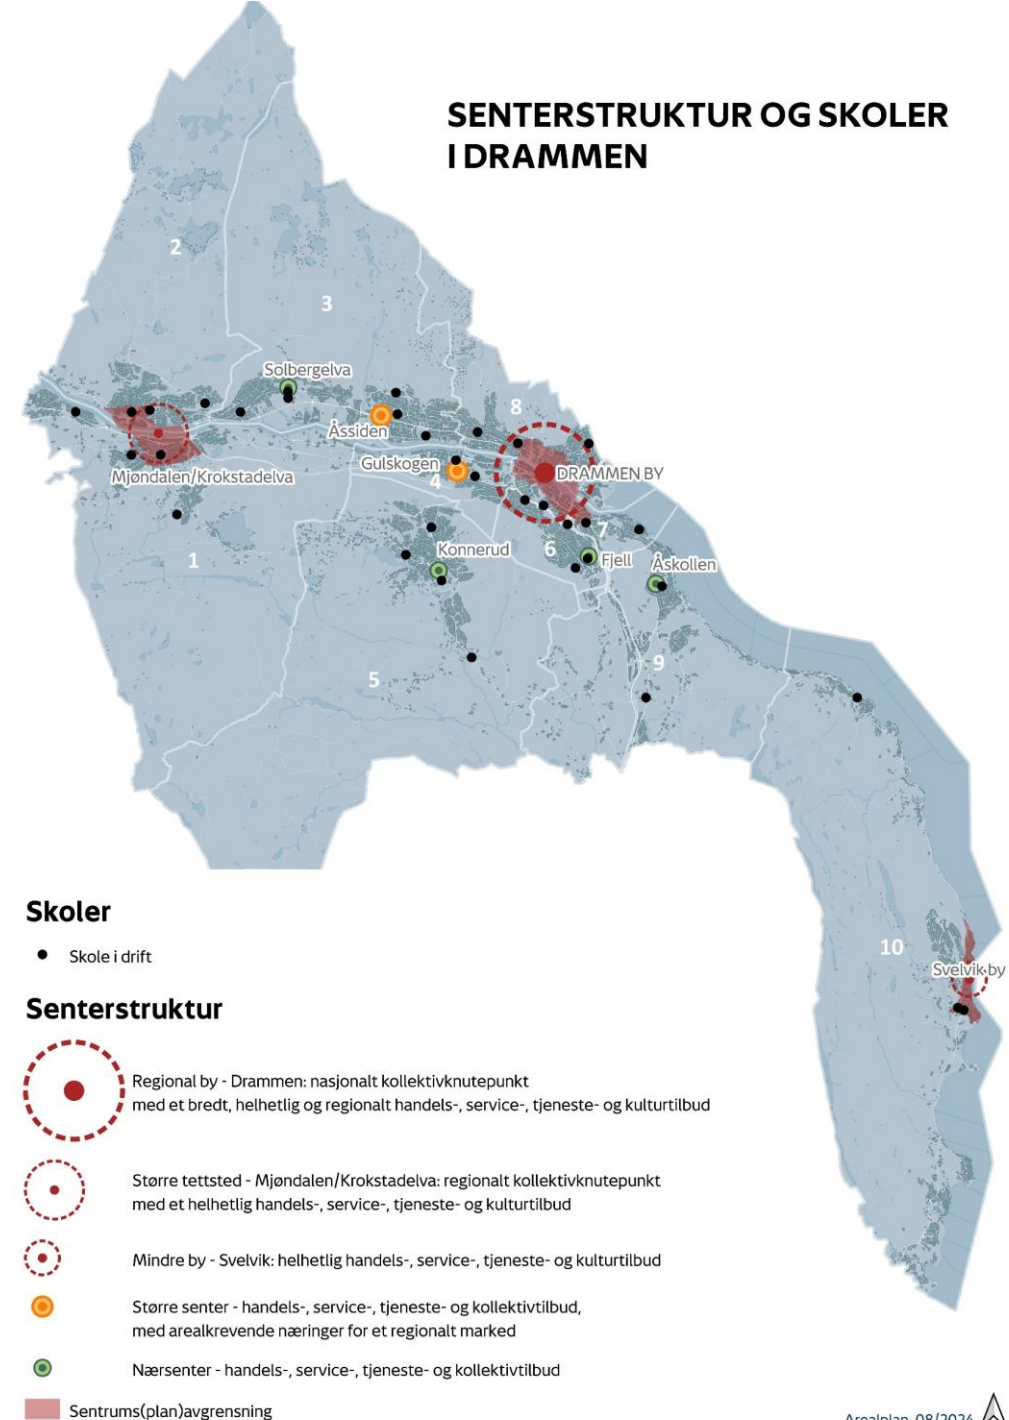 SENTERSTRUKTUR OG SKOLER
I DRAMMEN
2
3
Solbergelva
8
Åssiden
Gulskogen
4
DRAMMEN BY
Mjøndalen/Krokstadelva
7
Konnerud
6
Fjell
Åskollen
1
9
5
10
Svelvik by
Skoler
Skole i drift
Senterstruktur
Regional by - Drammen: nasjonalt kollektivknutepunkt
med et bredt, helhetlig og regionalt handels-, service-, tjeneste- og kulturtilbud
Større tettsted - Mjøndalen/Krokstadelva: regionalt kollektivknutepunkt
med et helhetlig handels-, service-, tjeneste- og kulturtilbud
Mindre by - Svelvik: helhetlig handels-, service-, tjeneste- og kulturtilbud
Større senter - handels-, service-, tjeneste- og kollektivtilbud,
med arealkrevende næringer for et regionalt marked
Nærsenter - handels-, service-, tjeneste- og kollektivtilbud
Sentrums(plan)avgrensning
Arealplan, 08/2024